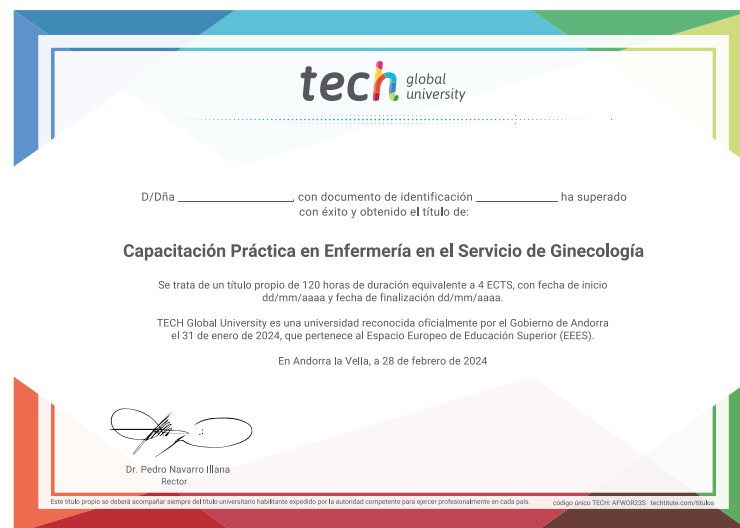 tech global university
D/Dña ______________, con documento de identificación ______________ ha superado
con éxito y obtenido el título de:
Capacitación Práctica en Enfermería en el Servicio de Ginecología
Se trata de un título propio de 120 horas de duración equivalente a 4 ECTS, con fecha de inicio
dd/mm/aaaa y fecha de finalización dd/mm/aaaa.
TECH Global University es una universidad reconocida oficialmente por el Gobierno de Andorra
el 31 de enero de 2024, que pertenece al Espacio Europeo de Educación Superior (EEES).
En Andorra la Vella, a 28 de febrero de 2024
Dr. Pedro Navarro Illana
Rector
Este título propio se deberá acompañar siempre del título universitario habilitante expedido por la autoridad competente para ejercer profesionalmente en cada país. código único TECH: AFWOR23S techtitute.com/titulos